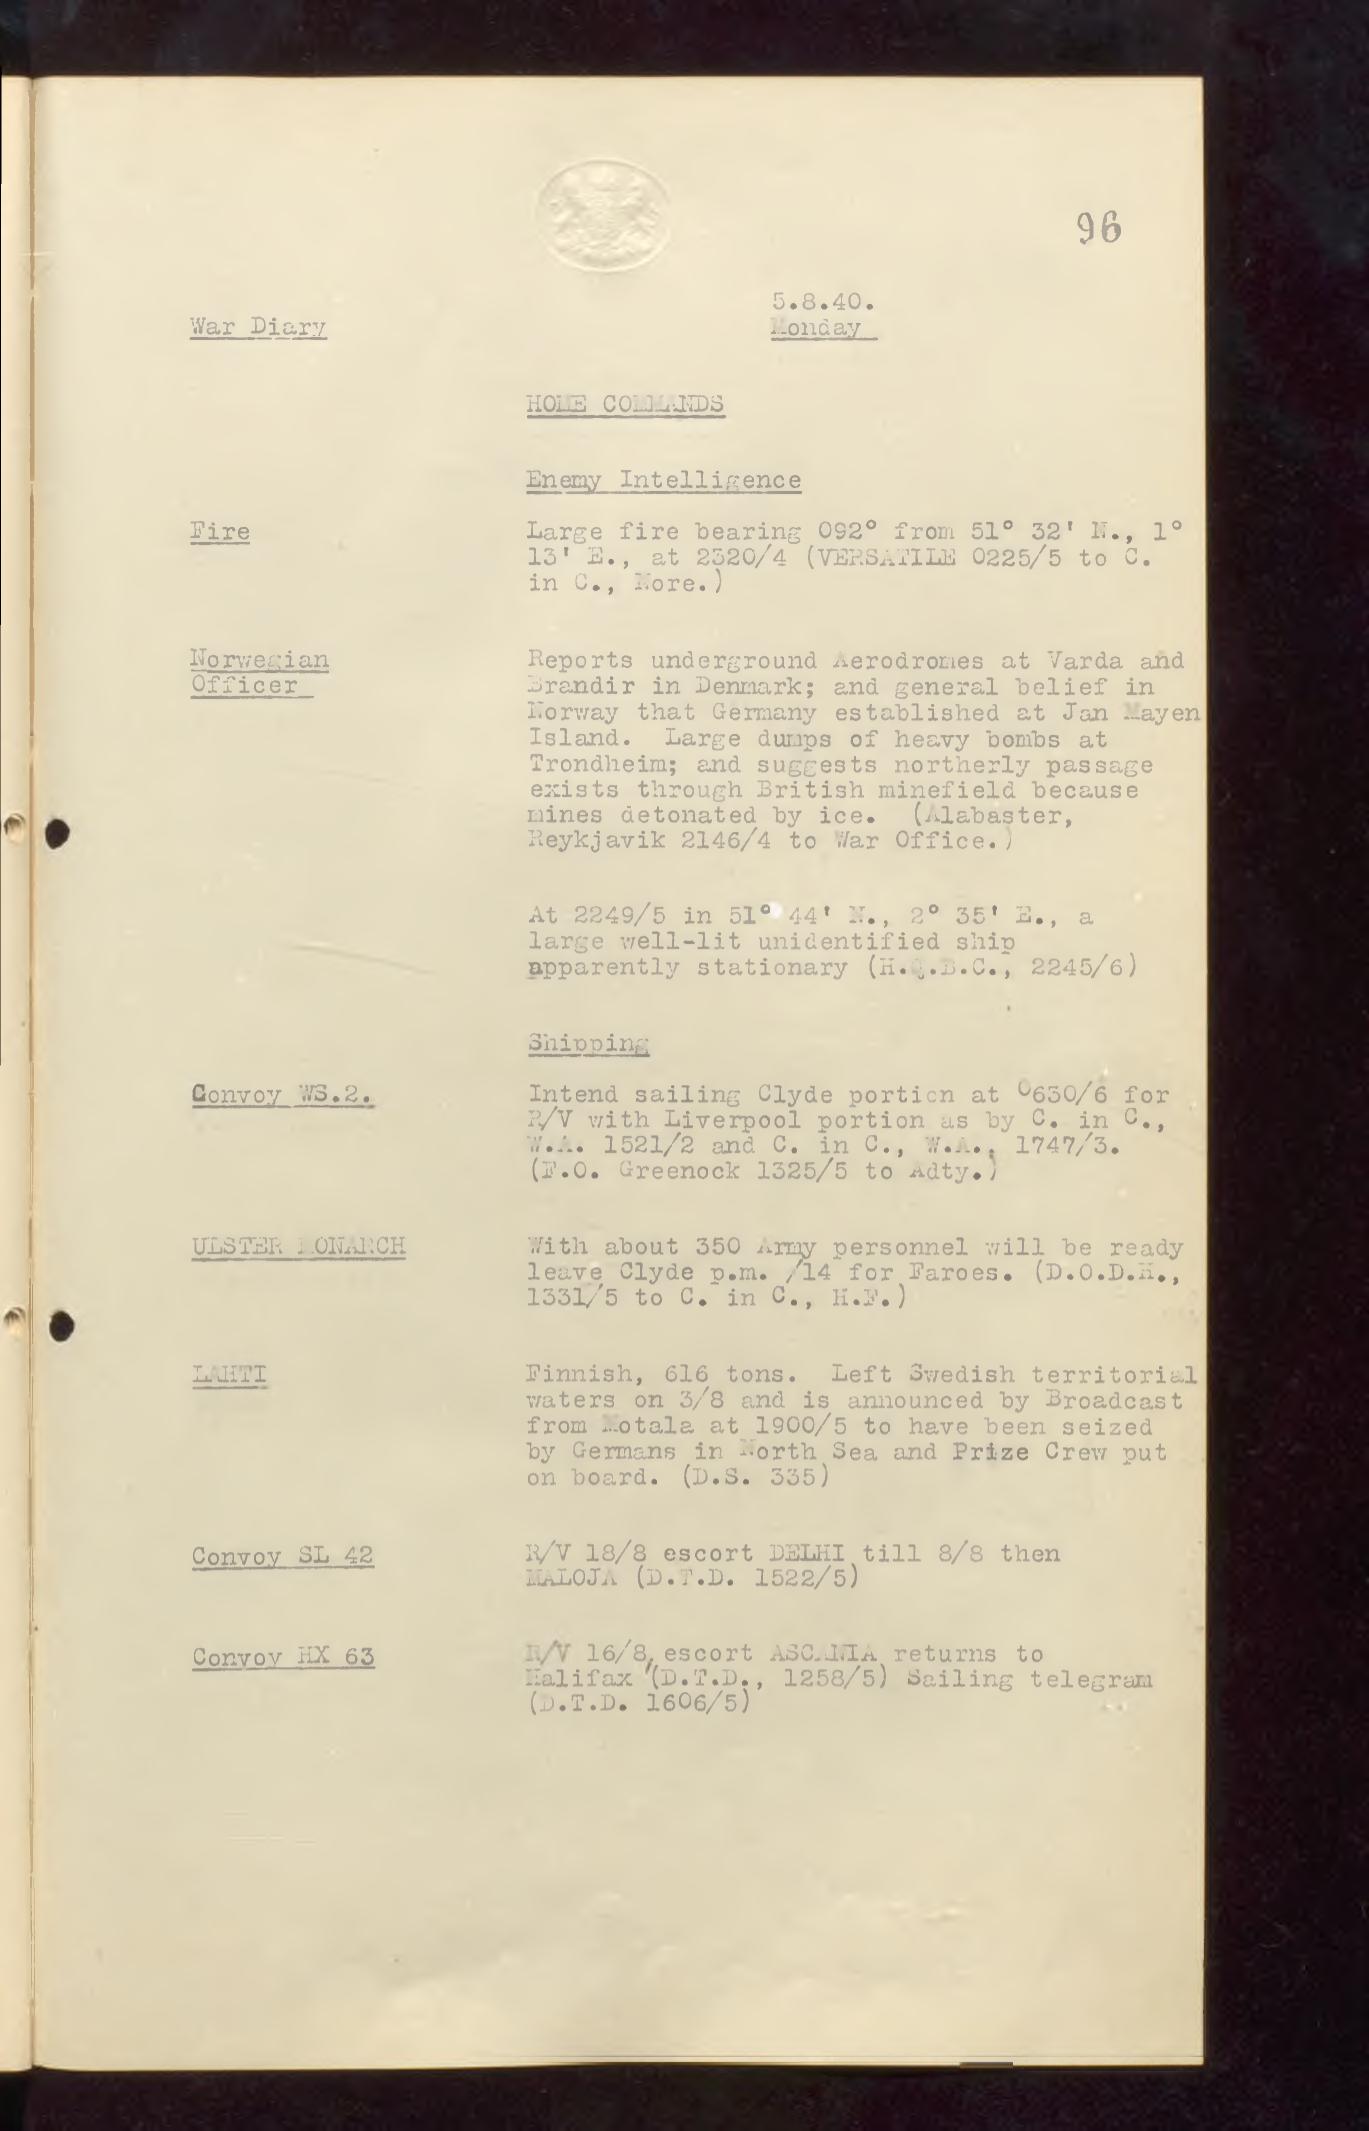 96
5.8.40.
War Diary
Monday
HOME COMMANDS
Enemy Intelligence
Fire
Large fire bearing 092° from 51° 32' N., 1°
13' E., at 2320/4 (VERSATILE 0225/5 to C.
in C., Nore.)
Norwegian
Officer
Reports underground Aerodromes at Varda and
Brandir in Denmark; and general belief in
Norway that Germany established at Jan Mayen
Island. Large dumps of heavy bombs at
Trondheim; and suggests northerly passage
exists through British minefield because
mines detonated by ice. (Alabaster,
Reykjavik 2146/4 to War Office.)
At 2249/5 in 51° 44' N., 2° 35' E., a
large well-lit unidentified ship
apparently stationary (H.Q.B.C., 2245/6)
Shipping
Convoy WS.2.
Intend sailing Clyde portion at 0630/6 for
R/V with Liverpool portion as by C. in C.,
W.A. 1521/2 and C. in C., W.A., 1747/3.
(F.O. Greenock 1325/5 to Adty.)
ULSTER MONARCH
With about 350 Army personnel will be ready
leave Clyde p.m. /14 for Faroes. (D.O.D.H.,
1331/5 to C. in C., H.F.)
LAHTI
Finnish, 616 tons. Left Swedish territorial
waters on 3/8 and is announced by Broadcast
from Motala at 1900/5 to have been seized
by Germans in North Sea and Prize Crew put
on board. (D.S. 335)
Convoy SL 42
R/V 18/8 escort DELHI till 8/8 then
MALOJA (D.T.D. 1522/5)
Convoy HX 63
R/V 16/8, escort ASCANIA returns to
Halifax (D.T.D., 1258/5) Sailing telegram
(D.T.D. 1606/5)